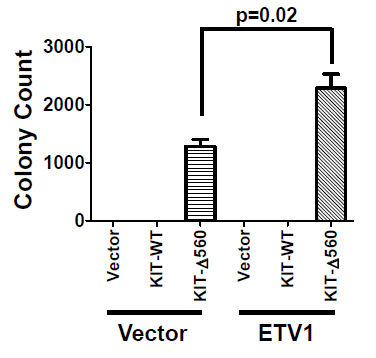 p=0.02
Colony Count
3000
2000
1000
0
Vector
KIT-WT
KIT-Δ560
Vector
KIT-WT
KIT-Δ560
Vector
ETV1